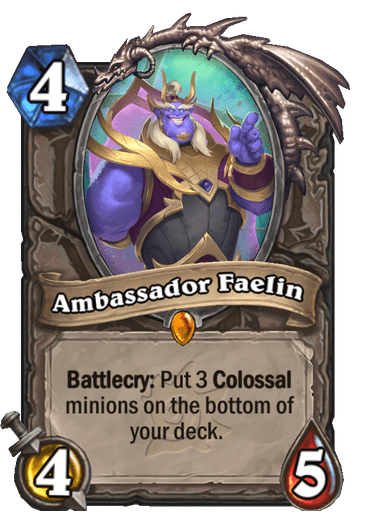 4
Ambassador Faelin
Battlecry: Put 3 Colossal
minions on the bottom of
your deck.
4
5